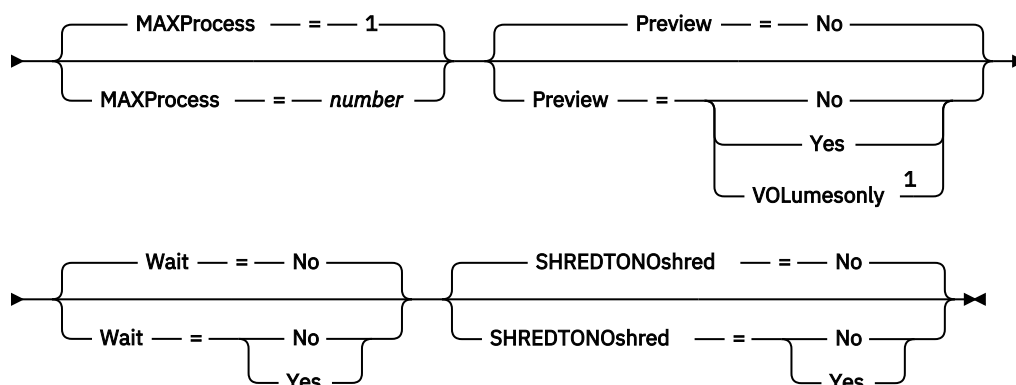 MAXProcess = 1 Preview = No
MAXProcess = number Preview = No
Yes
VOLumesonly 1
Wait = No SHREDTONOshred = No
Wait = No SHREDTONOshred = No
Yes Yes